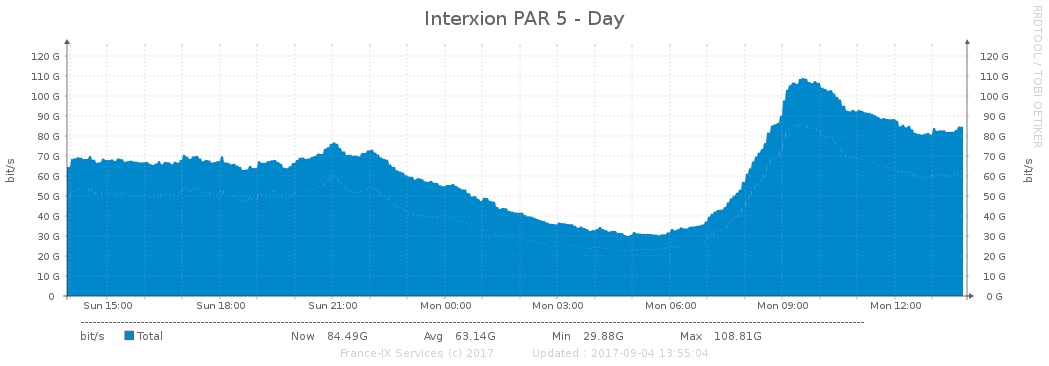 Interxion PAR 5 - Day
RRDTOOL / TOBI OETIKER
bit/s
120 G 120 G
110 G 110 G
100 G 100 G
90 G 90 G
80 G 80 G
70 G 70 G
60 G 60 G
50 G 50 G
40 G 40 G
30 G 30 G
20 G 20 G
10 G 10 G
0 0 G
bit/s
Sun 15:00 Sun 18:00 Sun 21:00 Mon 00:00 Mon 03:00 Mon 06:00 Mon 09:00 Mon 12:00
bit/s Total Now 84.49G Avg 63.14G Min 29.88G Max 108.81G
France-IX Services (c) 2017 Updated : 2017-09-04 13:55:04